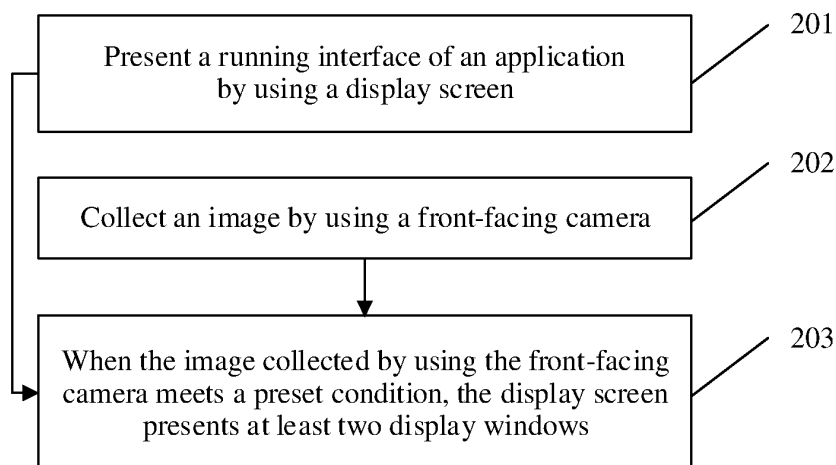 201
Present a running interface of an application
by using a display screen
202
Collect an image by using a front-facing camera
203
When the image collected by using the front-facing
camera meets a preset condition, the display screen
presents at least two display windows